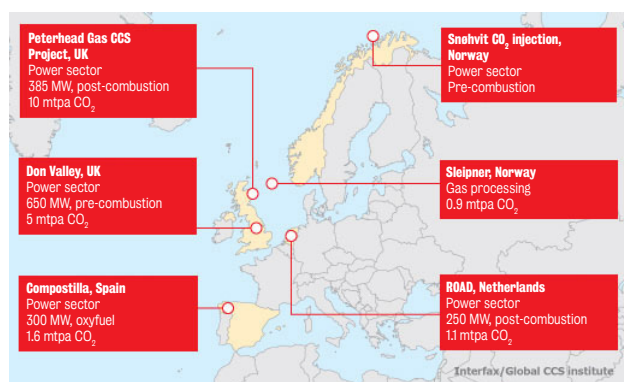 Peterhead Gas CCS
Project, UK
Power sector
385 MW, post-combustion
10 mtpa CO₂
Snøhvit CO₂ injection,
Norway
Power sector
Pre-combustion
Don Valley, UK
Power sector
650 MW, pre-combustion
5 mtpa CO₂
Sleipner, Norway
Gas processing
0.9 mtpa CO₂
Compostilla, Spain
Power sector
300 MW, oxyfuel
1.6 mtpa CO₂
ROAD, Netherlands
Power sector
250 MW, post-combustion
1.1 mtpa CO₂
Interfax/Global CCS institute